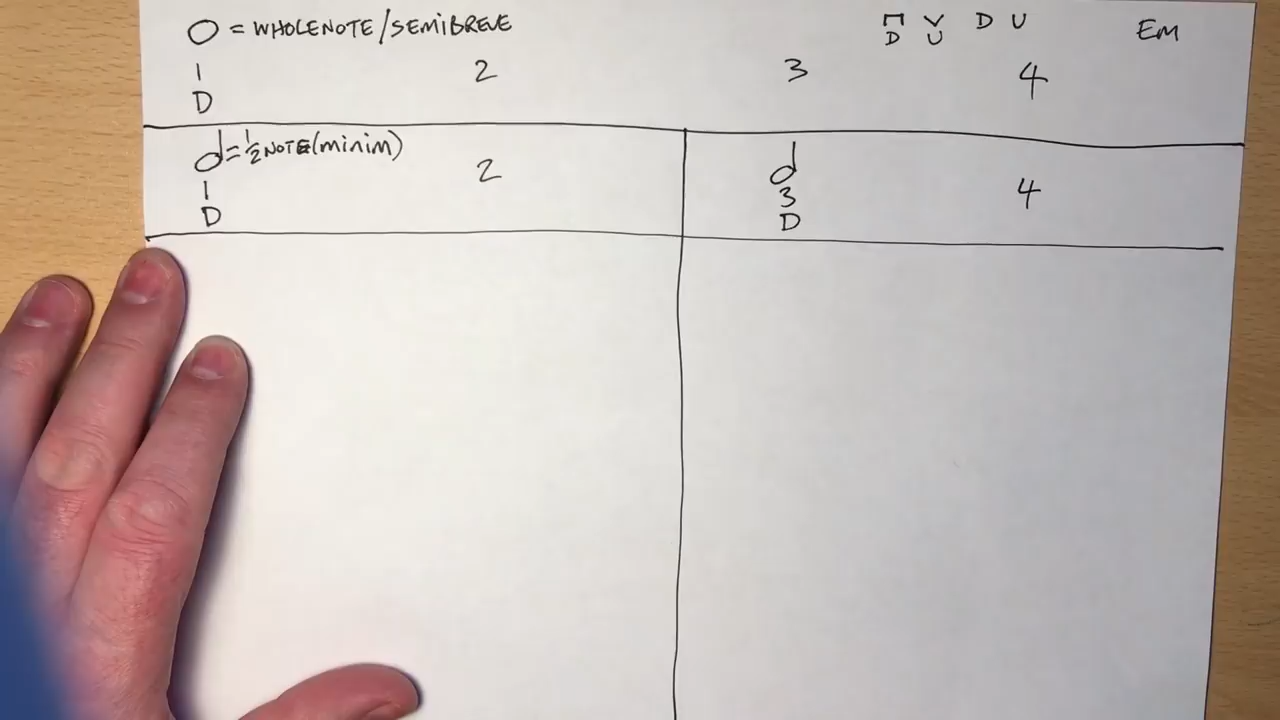 O = WHOLENOTE/SEMIBREVE
П V D U Em
D U
1 2 3 4
D
d = 1/2 NOTE (minim) d
1 2 3 4
D D